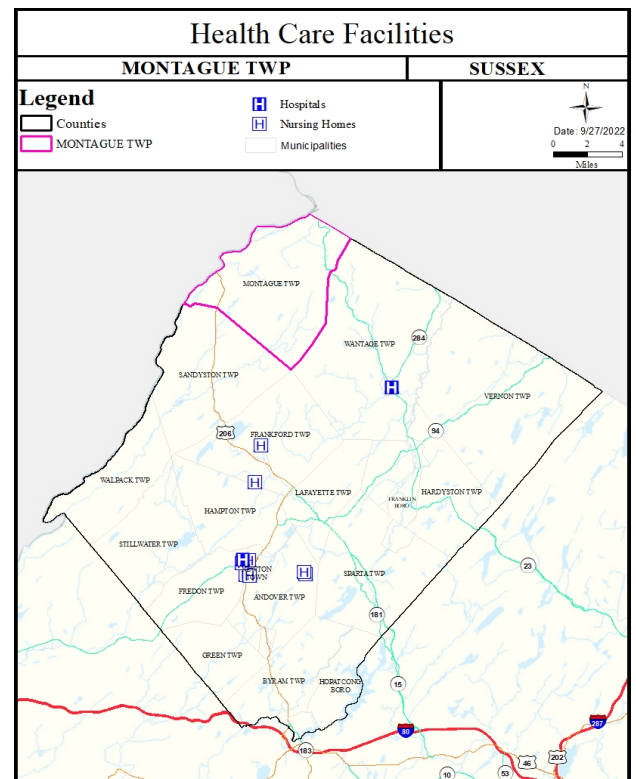 Health Care Facilities
MONTAGUE TWP
SUSSEX
Legend
Counties
MONTAGUE TWP
H Hospitals
H Nursing Homes
Municipalities
N
Date: 9/27/2022
0 2 4
Miles
MONTAGUE TWP
WANTAGE TWP
284
H
SANDYSTON TWP
VERNON TWP
94
206
FRANKFORD TWP
H
WALPACK TWP
H
LAFAYETTE TWP
HARDYSTON TWP
FRANKLIN
BORO
HAMPTON TWP
STILLWATER TWP
H
23
H
SPARTA TWP
TOWN
FREDON TWP
ANDOVER TWP
181
GREEN TWP
BYRAM TWP
HOPATCONG
BORO
15
287
80
183
46
202
10
53